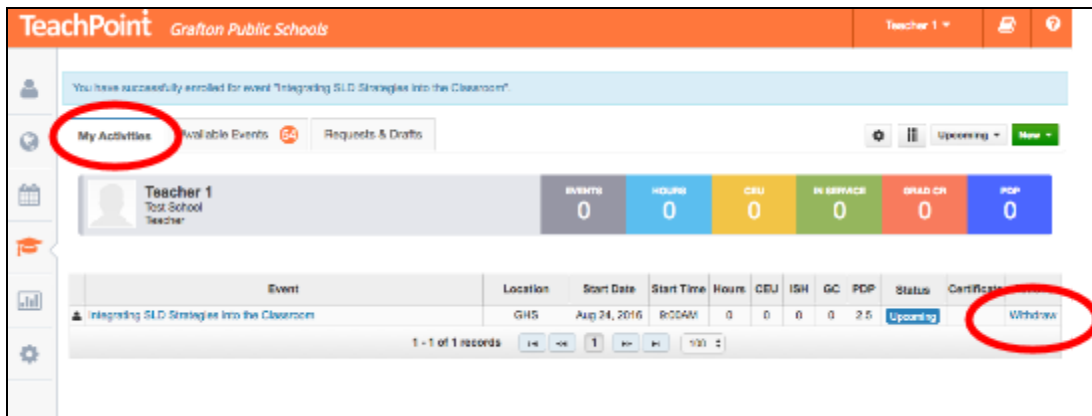 TeachPoint Grafton Public Schools
Teacher 1
You have successfully enrolled for event "Integrating SLD Strategies into the Classroom".
My Activities Available Events 54 Requests & Drafts Upcoming New
Teacher 1
Test School
Teacher
EVENTS HOURS CEU IN SERVICE GRAD CR PDP
0 0 0 0 0 0
Event Location Start Date Start Time Hours CEU ISH GC PDP Status Certificate
Integrating SLD Strategies into the Classroom GHS Aug 24, 2016 9:00AM 0 0 0 0 2.5 Upcoming Withdraw
1 - 1 of 1 records 1 100